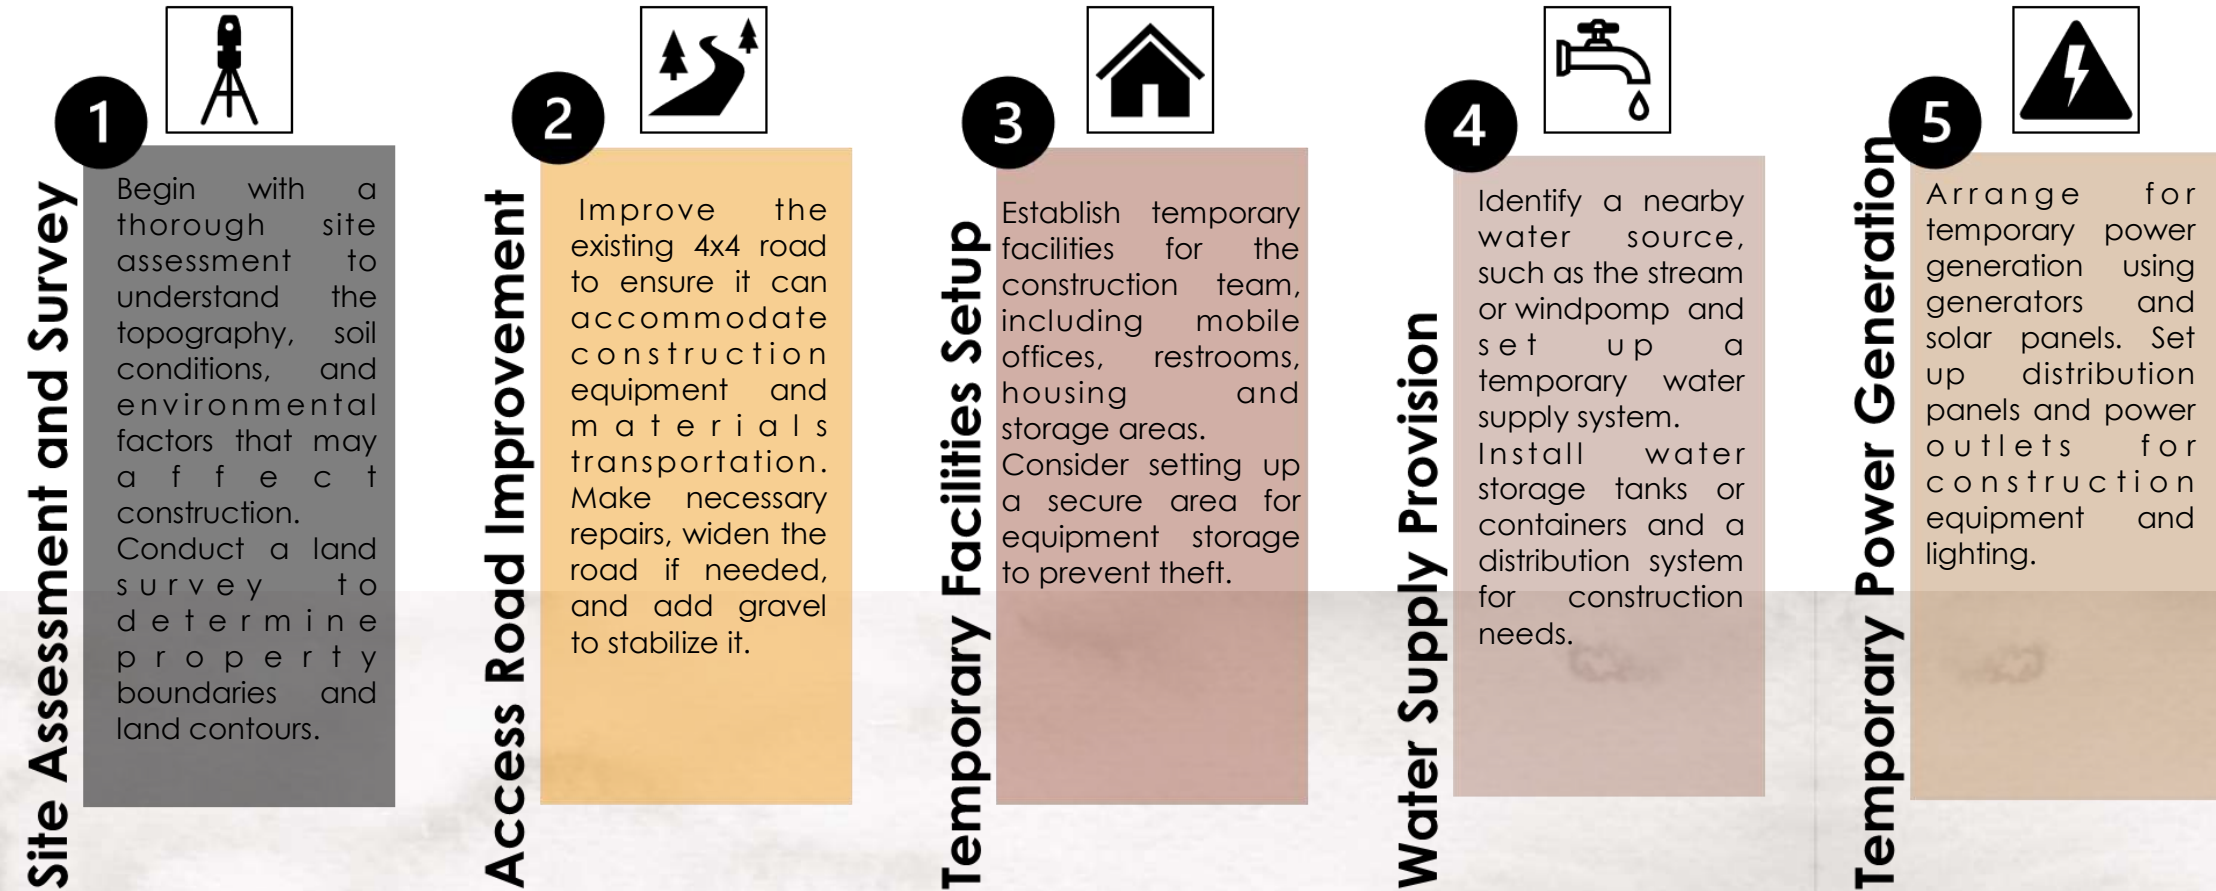 1
Site Assessment and Survey
Begin with a
thorough site
assessment to
understand the
topography, soil
conditions, and
environmental
factors that may
affect
construction.
Conduct a land
survey to
determine
property
boundaries and
land contours.
2
Access Road Improvement
Improve the
existing 4x4 road
to ensure it can
accommodate
construction
equipment and
materials
transportation.
Make necessary
repairs, widen the
road if needed,
and add gravel
to stabilize it.
3
Temporary Facilities Setup
Establish temporary
facilities for the
construction team,
including mobile
offices, restrooms,
housing and
storage areas.
Consider setting up
a secure area for
equipment storage
to prevent theft.
4
Water Supply Provision
Identify a nearby
water source,
such as the stream
or windpomp and
set up a
temporary water
supply system.
Install water
storage tanks or
containers and a
distribution system
for construction
needs.
5
Temporary Power Generation
Arrange for
temporary power
generation using
generators and
solar panels. Set
up distribution
panels and power
outlets for
construction
equipment and
lighting.